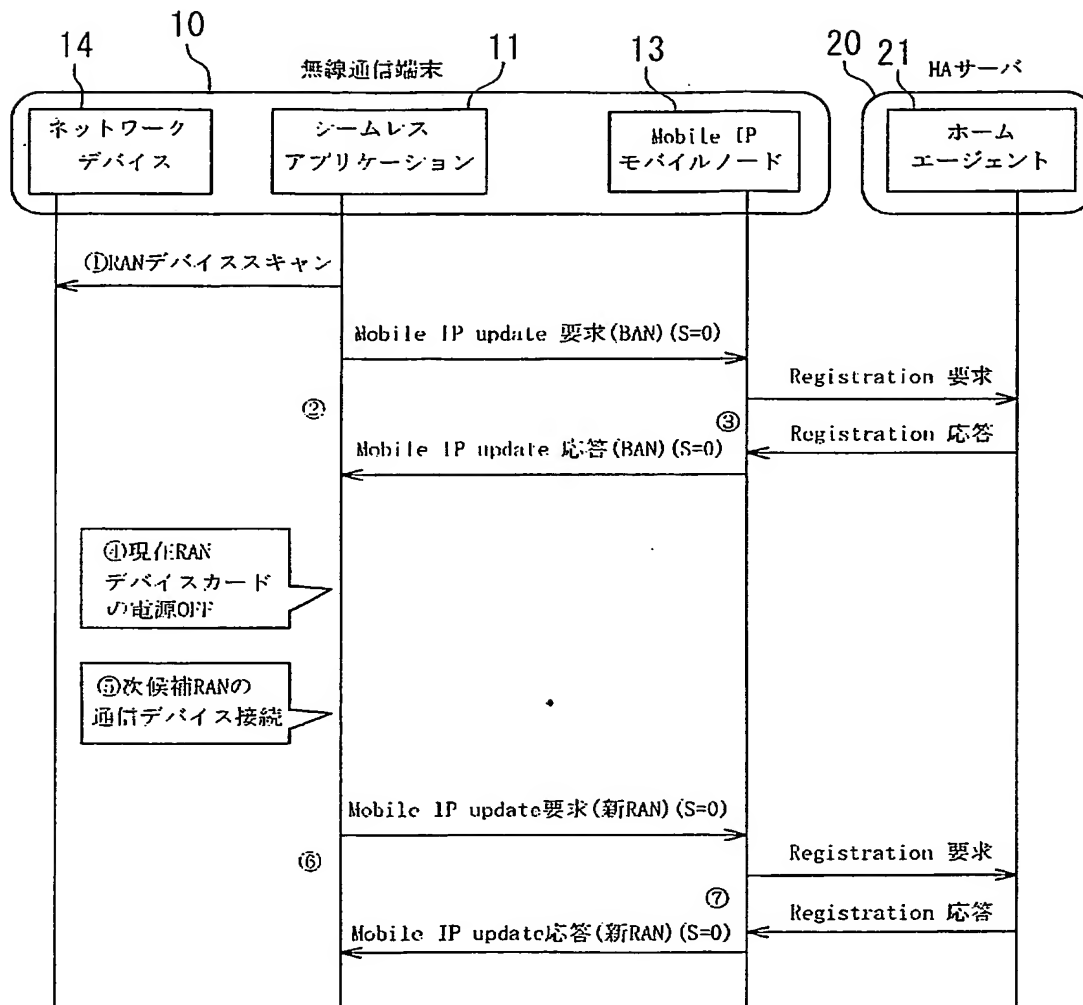 10
14
無線通信端末
11
13
20
21
HAサーバ
ネットワーク
デバイス
シームレス
アプリケーション
Mobile IP
モバイルノード
ホーム
エージェント
①RANデバイススキャン
Mobile IP update 要求(BAN)(S=0)
Registration 要求
②
③
Registration 応答
Mobile IP update 応答(BAN)(S=0)
④現在RAN
デバイスカード
の電源OFF
⑤次候補RANの
通信デバイス接続
Mobile IP update要求(新RAN)(S=0)
Registration 要求
⑥
⑦
Registration 応答
Mobile IP update応答(新RAN)(S=0)